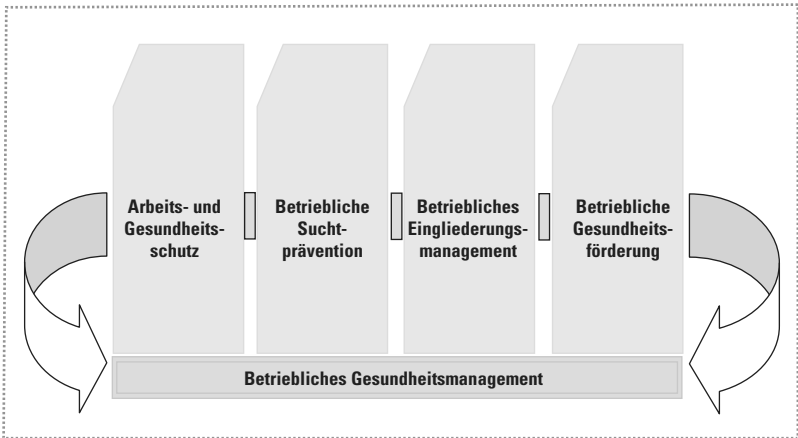 Arbeits- und
Gesundheits-
schutz
Betriebliche
Sucht-
prävention
Betriebliches
Eingliederungs-
management
Betriebliche
Gesundheits-
förderung
Betriebliches Gesundheitsmanagement